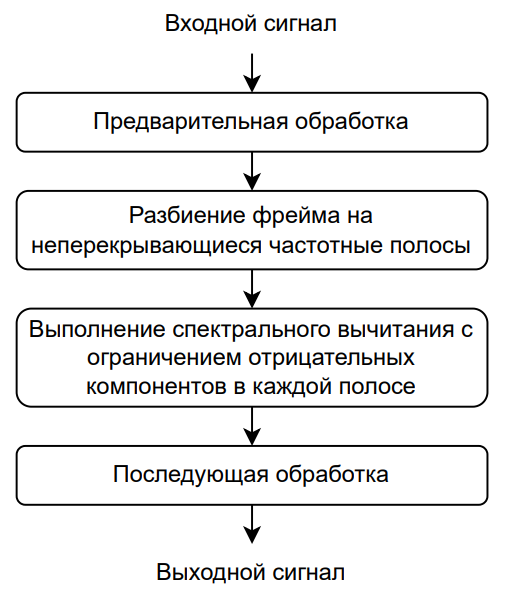 Входной сигнал
Предварительная обработка
Разбиение фрейма на
неперекрывающиеся частотные полосы
Выполнение спектрального вычитания с
ограничением отрицательных
компонентов в каждой полосе
Последующая обработка
Выходной сигнал